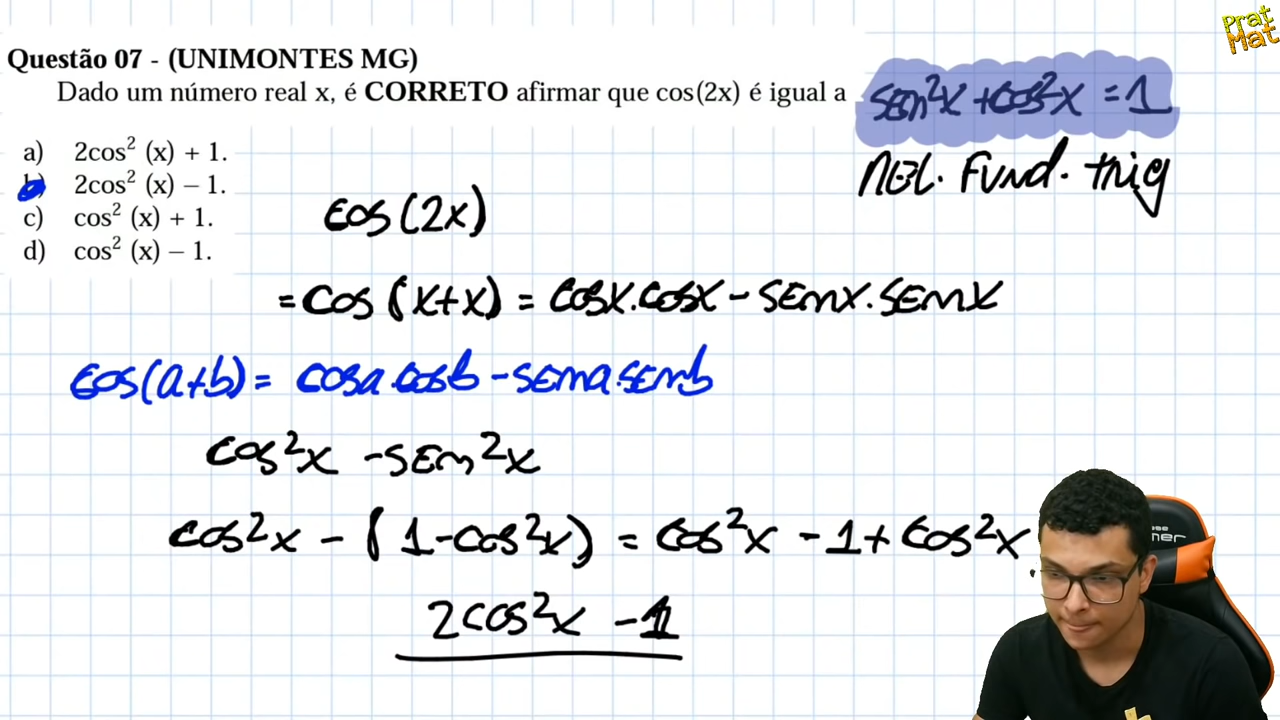 Prat
Mat
Questão 07 - (UNIMONTES MG)
Dado um número real x, é CORRETO afirmar que cos(2x) é igual a
sen²x + cos²x = 1
REL. Fund. trig
a) 2cos² (x) + 1.
b) 2cos² (x) – 1.
c) cos² (x) + 1.
d) cos² (x) – 1.
cos(2x)
= cos (x+x) = cosx.cosx - senx.senx
cos(a+b) = cosa.cosb - sena.senb
cos²x - sen²x
cos²x - (1-cos²x) = cos²x - 1 + cos²x
2cos²x - 1